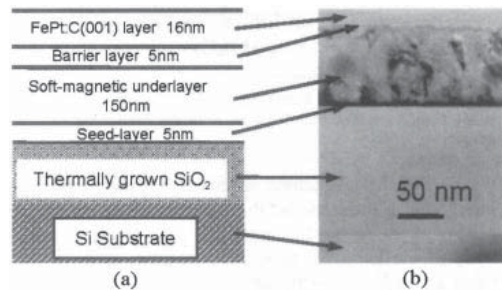 FePt:C(001) layer 16nm
Barrier layer 5nm
Soft-magnetic underlayer
150nm
Seed-layer 5nm
Thermally grown SiO2
Si Substrate
50 nm
(a)
(b)